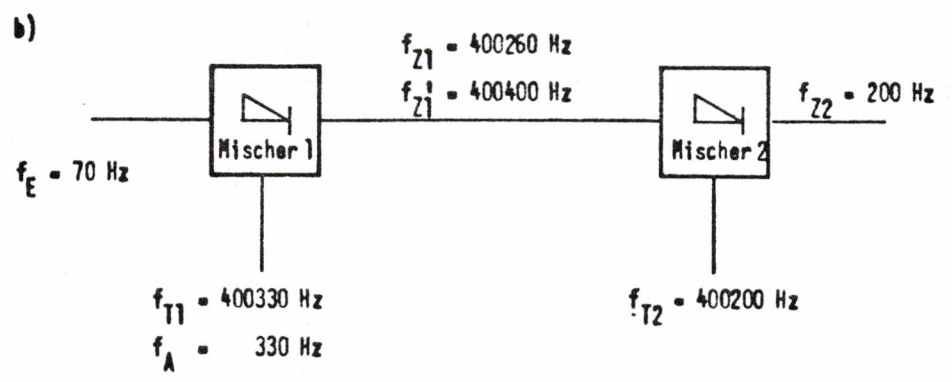 b)
f_Z1 = 400260 Hz
f_Z1' = 400400 Hz
f_Z2 = 200 Hz
Mischer 1
Mischer 2
f_E = 70 Hz
f_T1 = 400330 Hz
f_T2 = 400200 Hz
f_A = 330 Hz